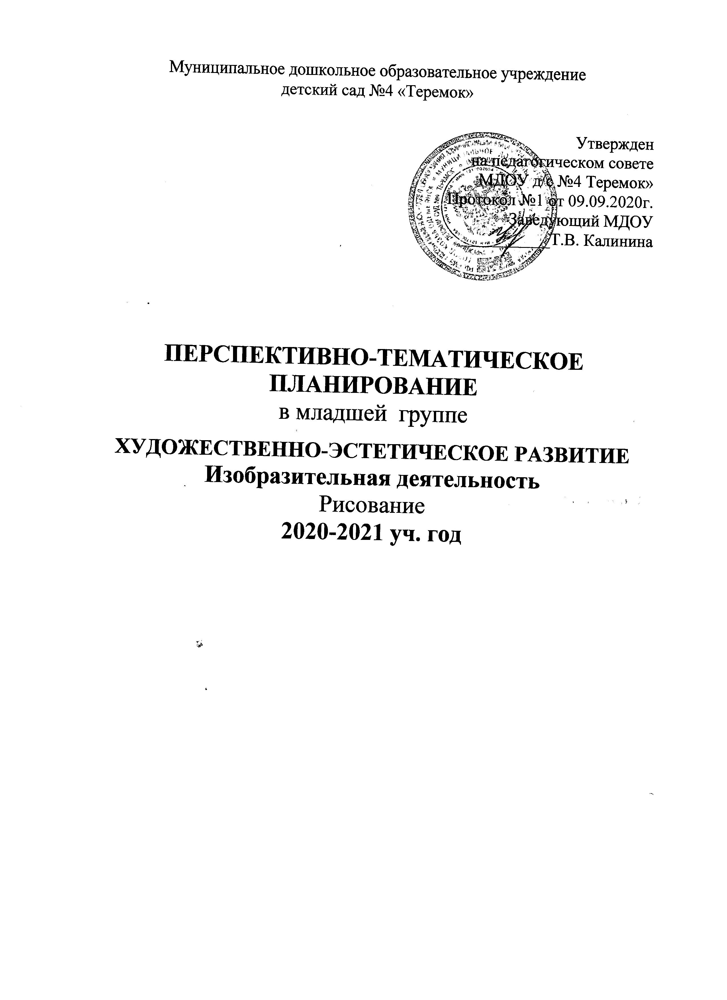 Муниципальное дошкольное образовательное учреждение
детский сад №4 «Теремок»
Утвержден
на педагогическом совете
МДОУ д/с №4 Теремок»
Протокол №1 от 09.09.2020г.
Заведующий МДОУ
Т.В. Калинина
ПЕРСПЕКТИВНО-ТЕМАТИЧЕСКОЕ
ПЛАНИРОВАНИЕ
в младшей группе
ХУДОЖЕСТВЕННО-ЭСТЕТИЧЕСКОЕ РАЗВИТИЕ
Изобразительная деятельность
Рисование
2020-2021 уч. год